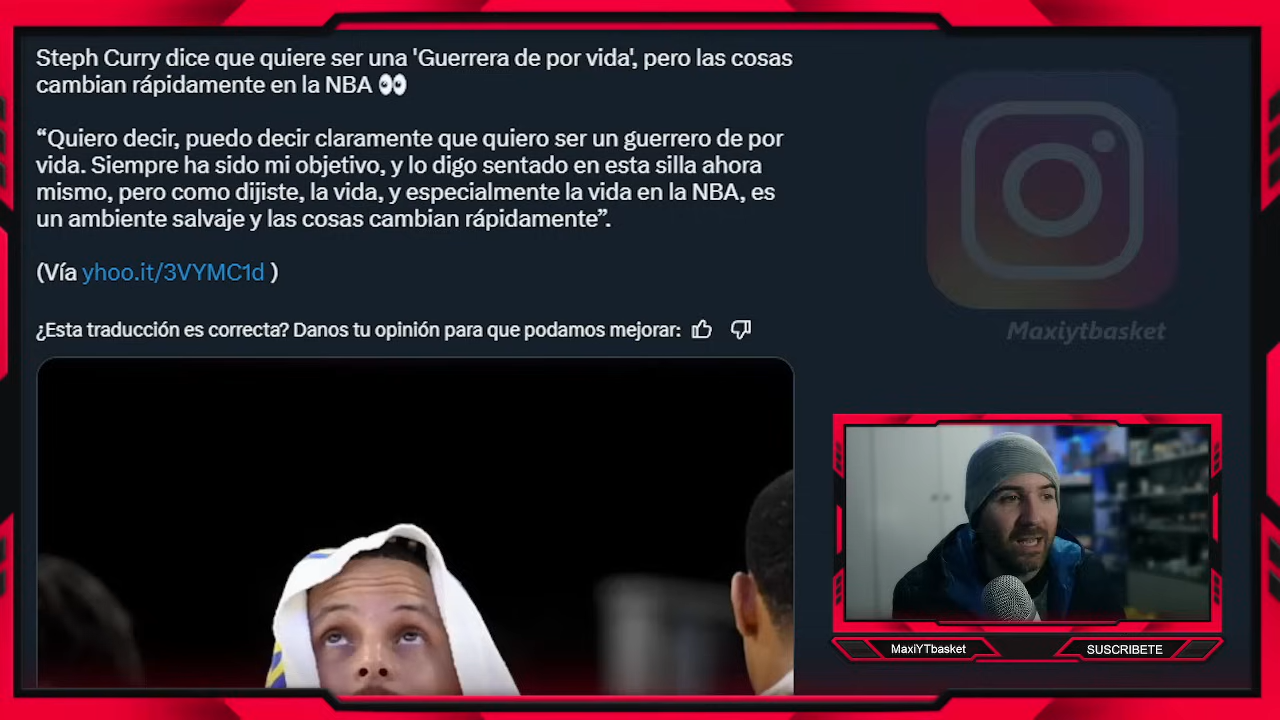 Steph Curry dice que quiere ser una 'Guerrera de por vida', pero las cosas
cambian rápidamente en la NBA 👀
“Quiero decir, puedo decir claramente que quiero ser un guerrero de por
vida. Siempre ha sido mi objetivo, y lo digo sentado en esta silla ahora
mismo, pero como dijiste, la vida, y especialmente la vida en la NBA, es
un ambiente salvaje y las cosas cambian rápidamente”.
(Vía yhoo.it/3VYMC1d )
¿Esta traducción es correcta? Danos tu opinión para que podamos mejorar:
Maxiytbasket
MaxiYTbasket
SUSCRIBETE